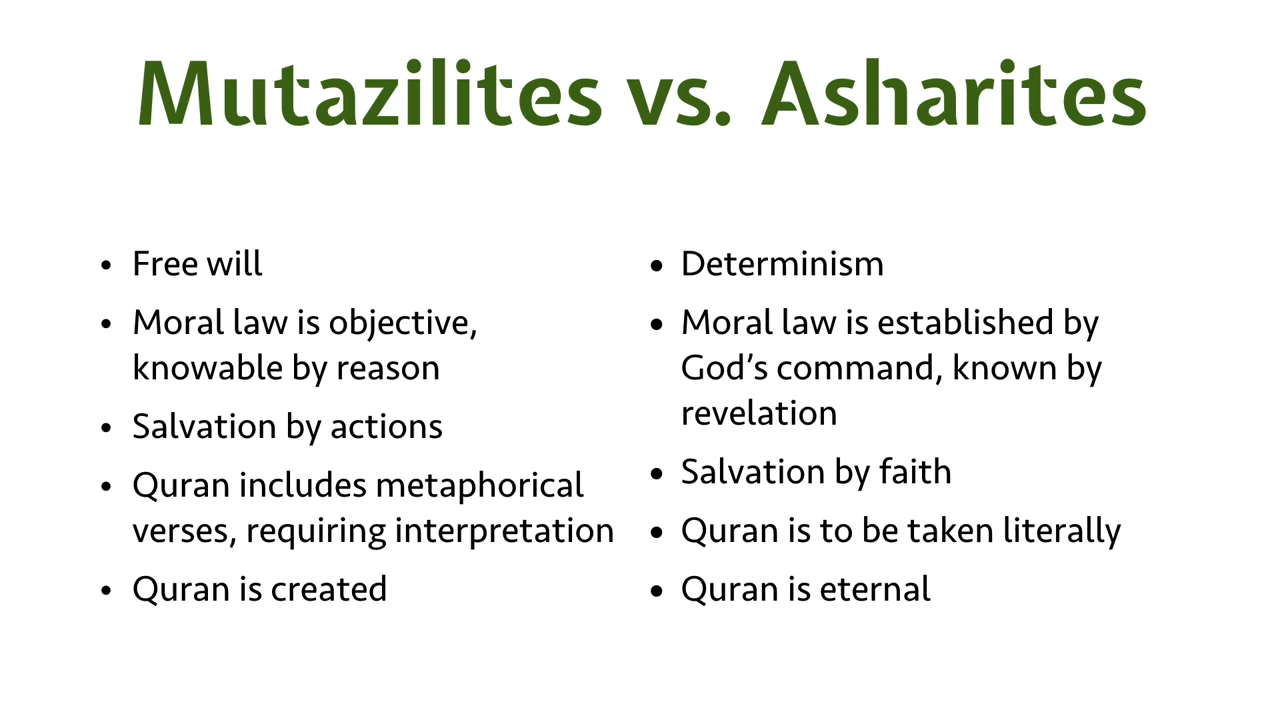 Mutazilites vs. Asharites
• Free will
• Moral law is objective,
knowable by reason
• Salvation by actions
• Quran includes metaphorical
verses, requiring interpretation
• Quran is created
• Determinism
• Moral law is established by
God’s command, known by
revelation
• Salvation by faith
• Quran is to be taken literally
• Quran is eternal